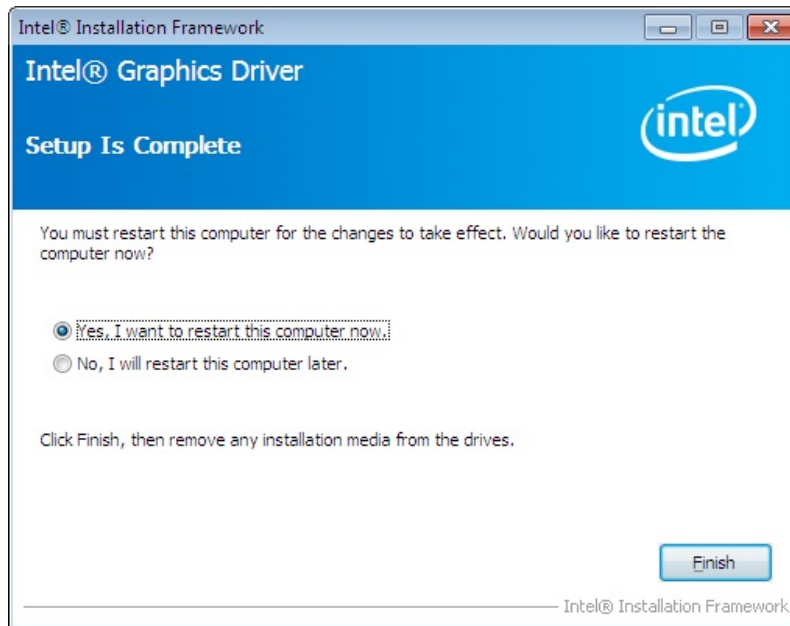 Intel® Installation Framework
Intel® Graphics Driver
intel®
Setup Is Complete
You must restart this computer for the changes to take effect. Would you like to restart the
computer now?
Yes, I want to restart this computer now.
No, I will restart this computer later.
Click Finish, then remove any installation media from the drives.
Finish
Intel® Installation Framework